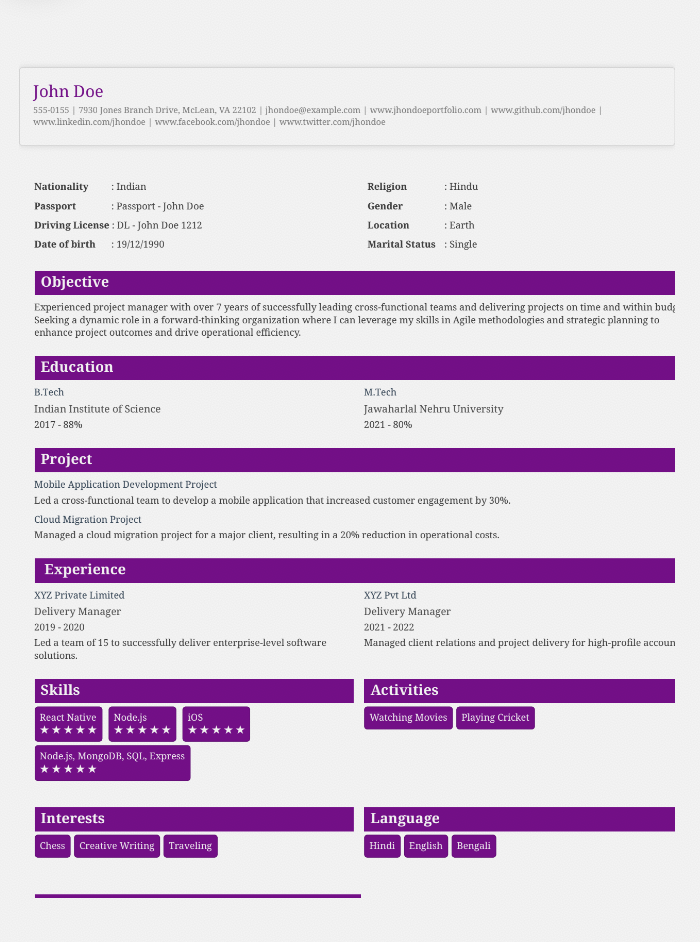 John Doe
555-0155 | 7930 Jones Branch Drive, McLean, VA 22102 | jhondoe@example.com | www.jhondoeportfolio.com | www.github.com/jhondoe |
www.linkedin.com/jhondoe | www.facebook.com/jhondoe | www.twitter.com/jhondoe
Nationality : Indian
Religion : Hindu
Passport : Passport - John Doe
Gender : Male
Driving License : DL - John Doe 1212
Location : Earth
Date of birth : 19/12/1990
Marital Status : Single
Objective
Experienced project manager with over 7 years of successfully leading cross-functional teams and delivering projects on time and within
Seeking a dynamic role in a forward-thinking organization where I can leverage my skills in Agile methodologies and strategic planning to
enhance project outcomes and drive operational efficiency.
Education
B.Tech
Indian Institute of Science
2017 - 88%
M.Tech
Jawaharlal Nehru University
2021 - 80%
Project
Mobile Application Development Project
Led a cross-functional team to develop a mobile application that increased customer engagement by 30%.
Cloud Migration Project
Managed a cloud migration project for a major client, resulting in a 20% reduction in operational costs.
Experience
XYZ Private Limited
Delivery Manager
2019 - 2020
Led a team of 15 to successfully deliver enterprise-level software
solutions.
XYZ Pvt Ltd
Delivery Manager
2021 - 2022
Managed client relations and project delivery for high-profile accoun
Skills
React Native
★★★★★
Node.js
★★★★★
iOS
★★★★★
Node.js, MongoDB, SQL, Express
★★★★★
Activities
Watching Movies
Playing Cricket
Interests
Chess
Creative Writing
Traveling
Language
Hindi
English
Bengali